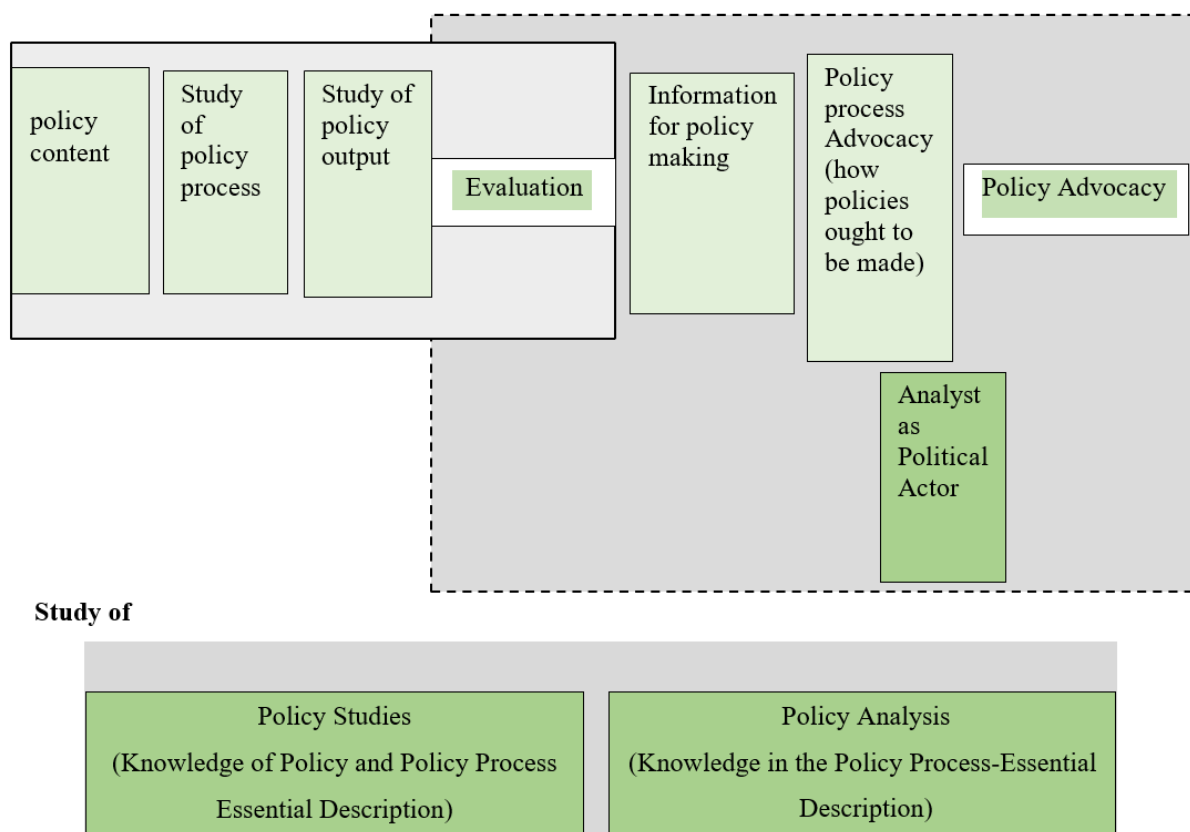 policy
content
Study
of
policy
process
Study of
policy
output
Evaluation
Information
for policy
making
Policy
process
Advocacy
(how
policies
ought to
be made)
Policy Advocacy
Analyst
as
Political
Actor
Study of
Policy Studies
(Knowledge of Policy and Policy Process
Essential Description)
Policy Analysis
(Knowledge in the Policy Process-Essential
Description)